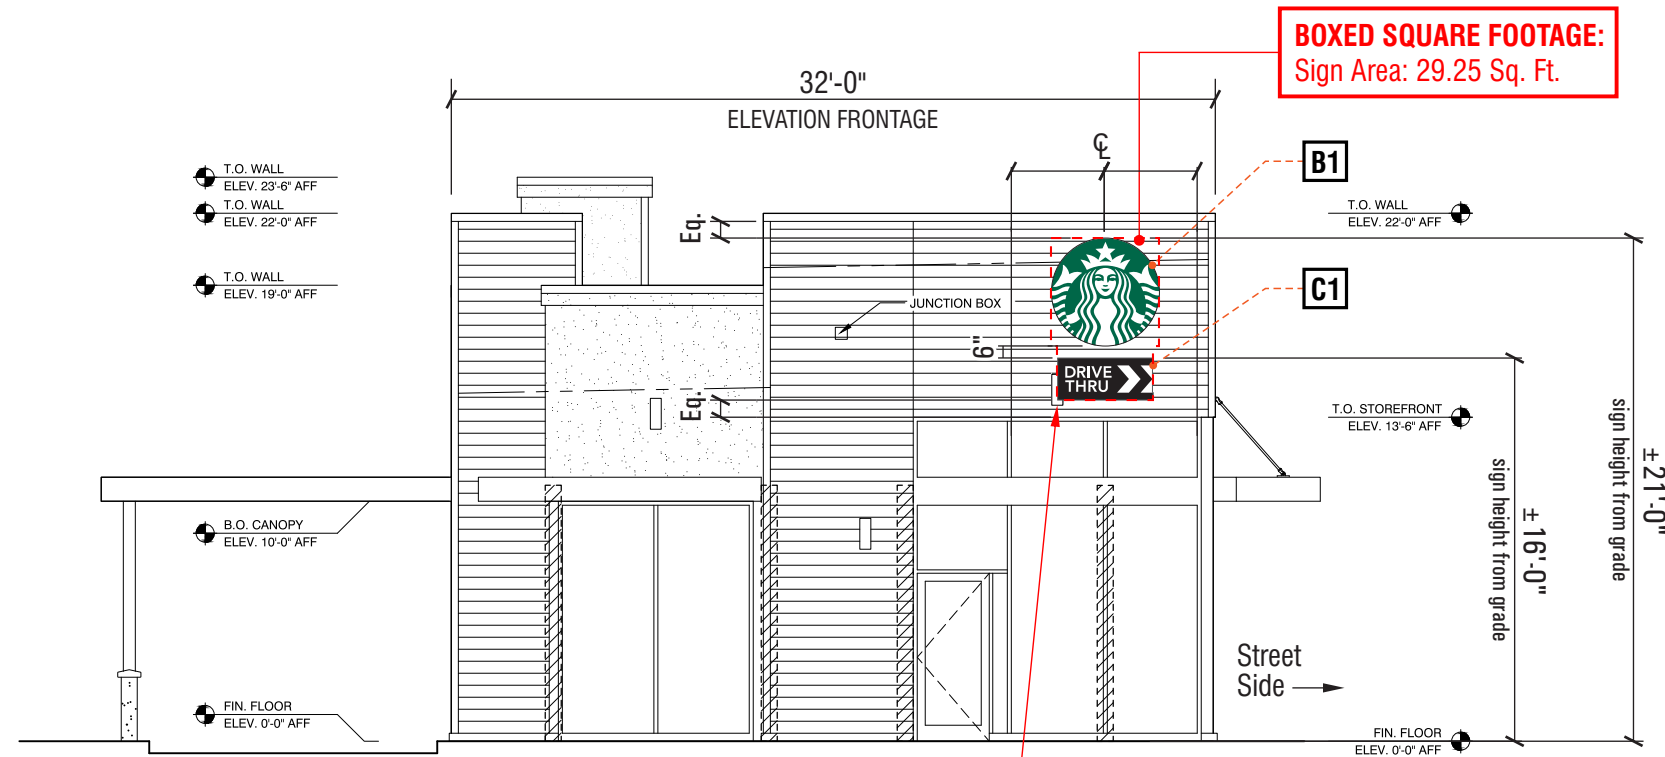 BOXED SQUARE FOOTAGE:
Sign Area: 29.25 Sq. Ft.
32'-0"
ELEVATION FRONTAGE
℄
B1
T.O. WALL
ELEV. 23'-6" AFF
T.O. WALL
ELEV. 22'-0" AFF
T.O. WALL
ELEV. 22'-0" AFF
Eq.
T.O. WALL
ELEV. 19'-0" AFF
C1
JUNCTION BOX
6"
DRIVE
THRU
Eq.
T.O. STOREFRONT
ELEV. 13'-6" AFF
sign height from grade
±21'-0"
sign height from grade
±16'-0"
B.O. CANOPY
ELEV. 10'-0" AFF
Street
Side
FIN. FLOOR
ELEV. 0'-0" AFF
FIN. FLOOR
ELEV. 0'-0" AFF